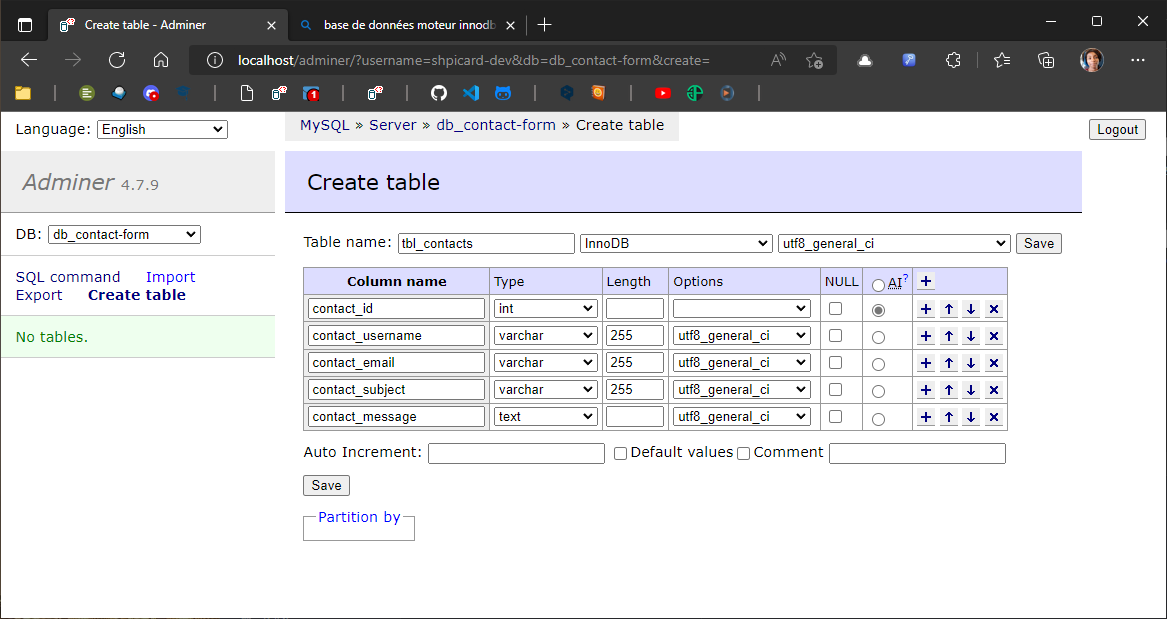 Create table - Adminer
base de données moteur innodb
localhost/adminer/?username=shpicard-dev&db=db_contact-form&create=
Language: English
MySQL » Server » db_contact-form » Create table
Logout
Adminer 4.7.9
Create table
DB: db_contact-form
SQL command Import
Export Create table
No tables.
Table name: tbl_contacts InnoDB utf8_general_ci Save
Column name Type Length Options NULL AI?
contact_id int
contact_username varchar 255 utf8_general_ci
contact_email varchar 255 utf8_general_ci
contact_subject varchar 255 utf8_general_ci
contact_message text utf8_general_ci
Auto Increment: Default values Comment
Save
Partition by